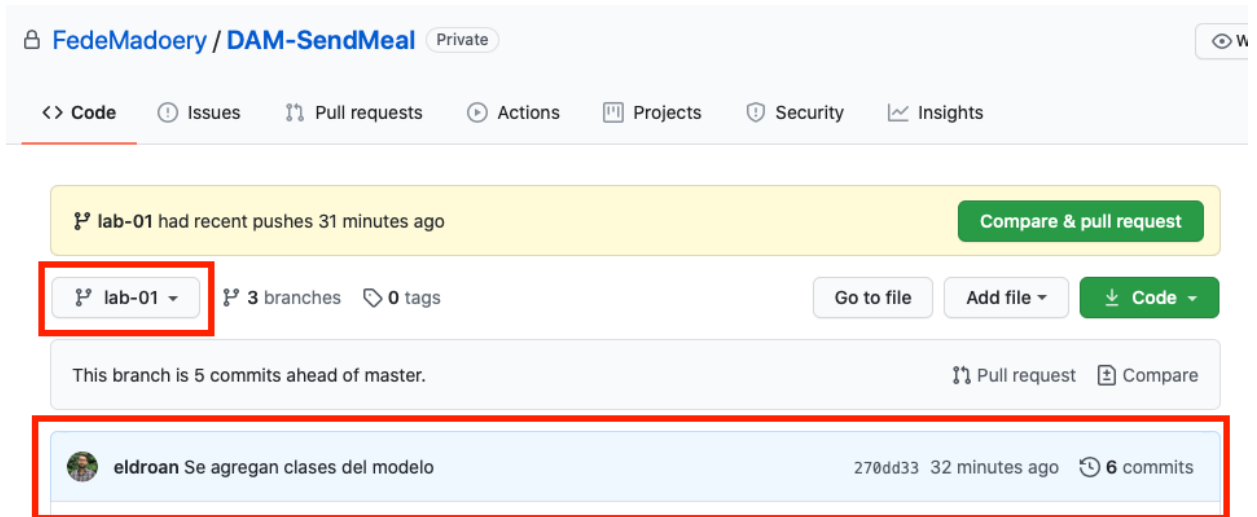 FedeMadoery / DAM-SendMeal Private
W
<> Code Issues Pull requests Actions Projects Security Insights
lab-01 had recent pushes 31 minutes ago Compare & pull request
lab-01 3 branches 0 tags Go to file Add file Code
This branch is 5 commits ahead of master. Pull request Compare
eldroan Se agregan clases del modelo 270dd33 32 minutes ago 6 commits